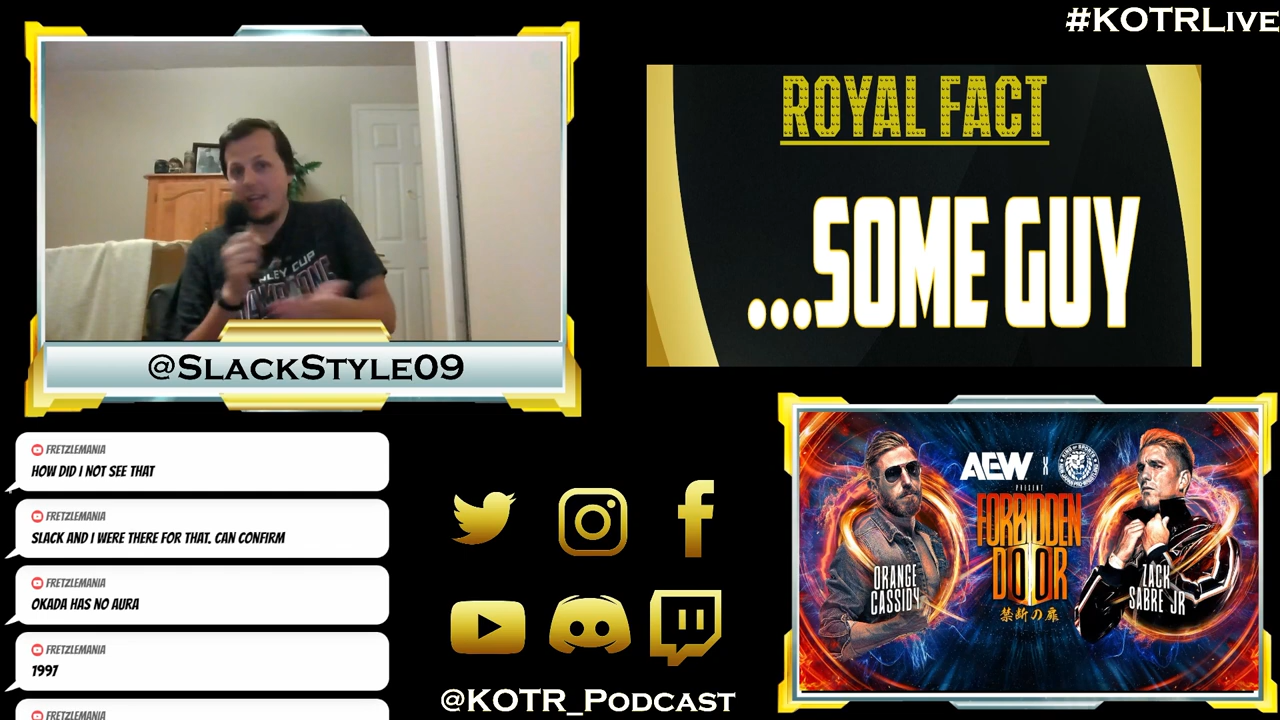 #KOTRLive
ROYAL FACT
...SOME GUY
@SlackStyle09
FRETZLEMANIA
HOW DID I NOT SEE THAT
FRETZLEMANIA
SLACK AND I WERE THERE FOR THAT. CAN CONFIRM
FRETZLEMANIA
OKADA HAS NO AURA
FRETZLEMANIA
1997
FRETZLEMANIA
@KOTR_Podcast
AEW X
PRESENT
FORBIDDEN
DOOR
禁断の扉
ORANGE
CASSIDY
ZACK
SABRE JR